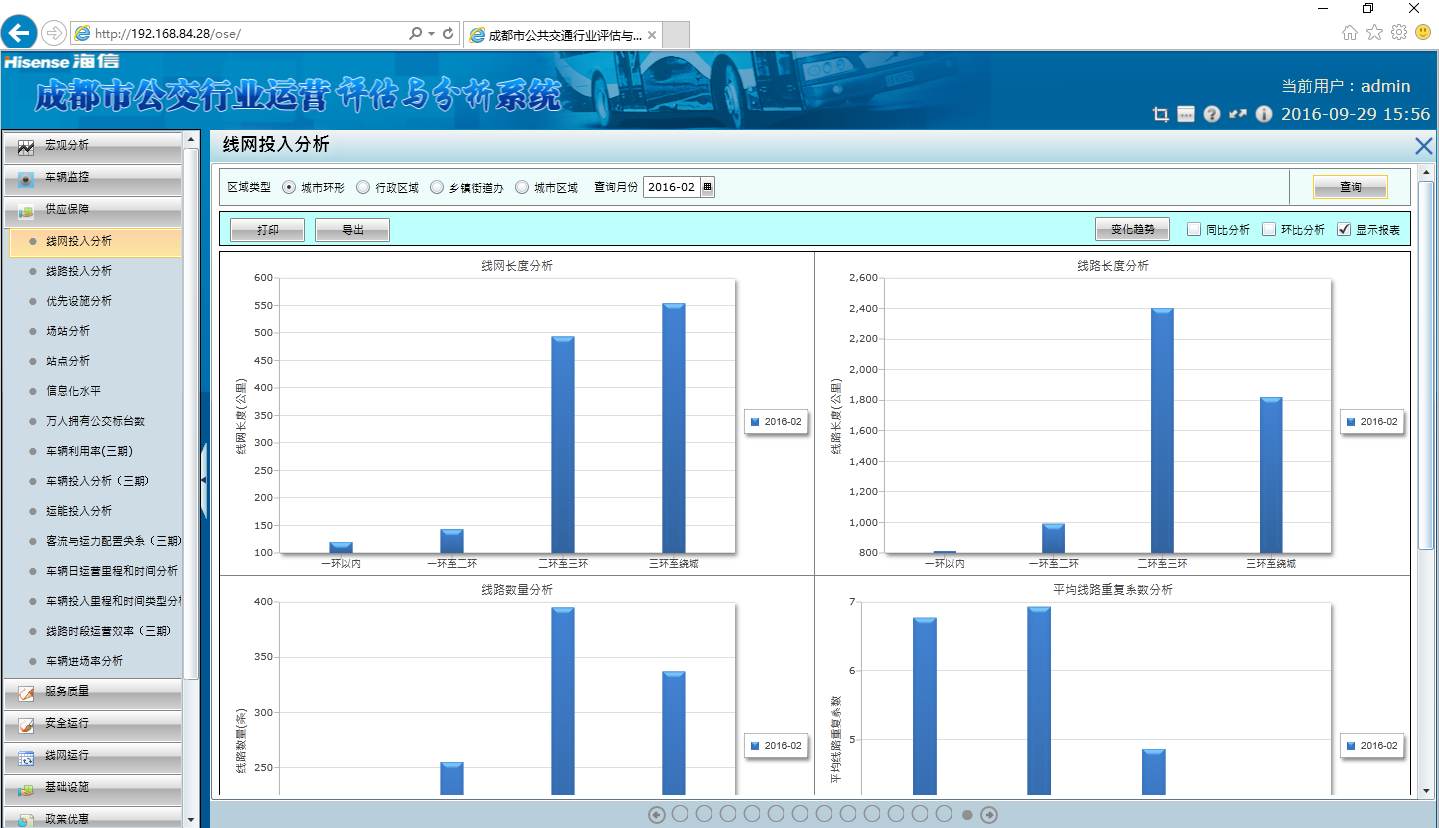 http://192.168.84.28/ose/
成都市公共交通行业评估与...
Hisense 海信
成都市公交行业运营评估与分析系统
当前用户：admin
2016-09-29 15:56
宏观分析
车辆监控
供应保障
线网投入分析
线路投入分析
优先设施分析
场站分析
站点分析
信息化水平
万人拥有公交标台数
车辆利用率(三期)
车辆投入分析（三期）
运能投入分析
客流与运力配置关系（三期）
车辆日运营里程和时间分析
车辆投入里程和时间类型分析
线路时段运营效率（三期）
车辆进场率分析
服务质量
安全运行
线网运行
基础设施
政策优惠
线网投入分析
区域类型 城市环形 行政区域 乡镇街道办 城市区域 查询月份 2016-02 查询
打印 导出 变化趋势 同比分析 环比分析 显示报表
线网长度分析
600
550
500
450
400
350
300
250
200
150
100
线网长度(公里)
一环以内 一环至二环 二环至三环 三环至绕城
2016-02
线路长度分析
2,600
2,400
2,200
2,000
1,800
1,600
1,400
1,200
1,000
800
线路长度(公里)
一环以内 一环至二环 二环至三环 三环至绕城
2016-02
线路数量分析
400
350
300
250
线路数量(条)
2016-02
平均线路重复系数分析
7
6
5
平均线路重复系数
2016-02